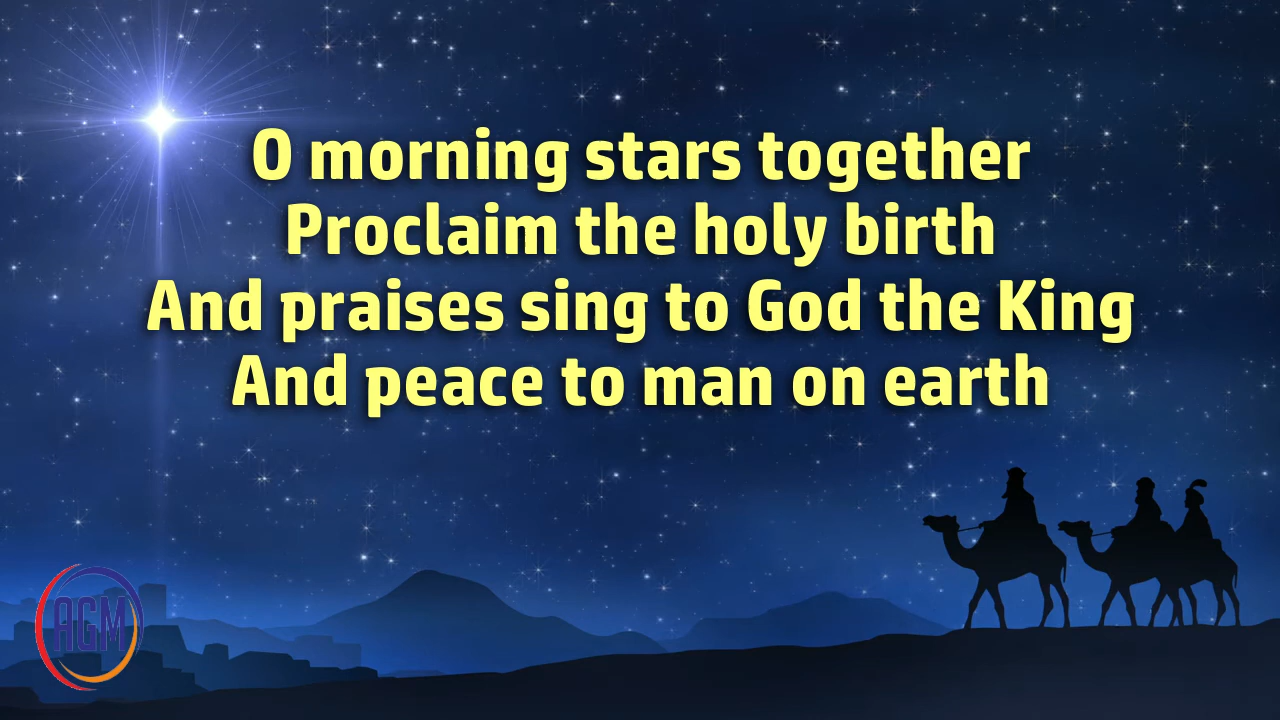 O morning stars together
Proclaim the holy birth
And praises sing to God the King
And peace to man on earth
AGM